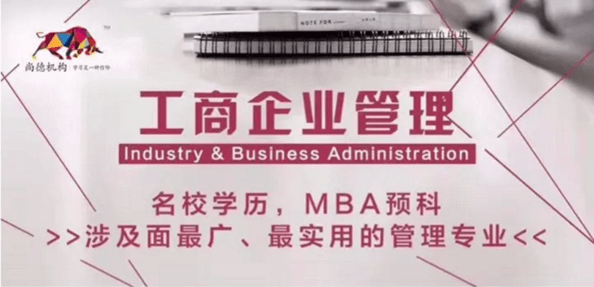 NOTE FOR
尚德机构
学习是一种信仰
工商企业管理
Industry & Business Administration
名校学历，MBA预科
>>涉及面最广、最实用的管理专业<<